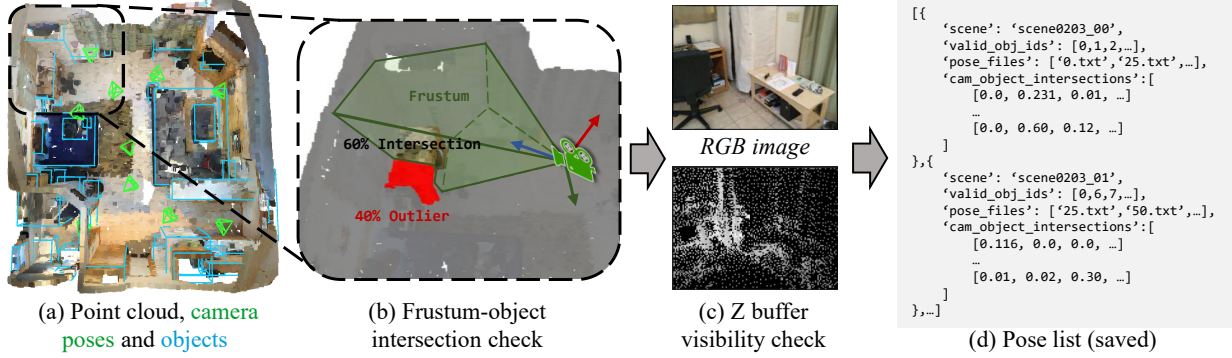 Frustum
60% Intersection
40% Outlier
RGB image
[{
‘scene’: ‘scene0203_00’,
‘valid_obj_ids’: [0,1,2,…],
‘pose_files’: [‘0.txt’,‘25.txt’,…],
‘cam_object_intersections’:[
[0.0, 0.231, 0.01, …]
…
[0.0, 0.60, 0.12, …]
]
},{
‘scene’: ‘scene0203_01’,
‘valid_obj_ids’: [0,6,7,…],
‘pose_files’: [‘25.txt’,‘50.txt’,…],
‘cam_object_intersections’:[
[0.116, 0.0, 0.0, …]
…
[0.01, 0.02, 0.30, …]
]
},…]
(a) Point cloud, camera
poses and objects
(b) Frustum-object
intersection check
(c) Z buffer
visibility check
(d) Pose list (saved)